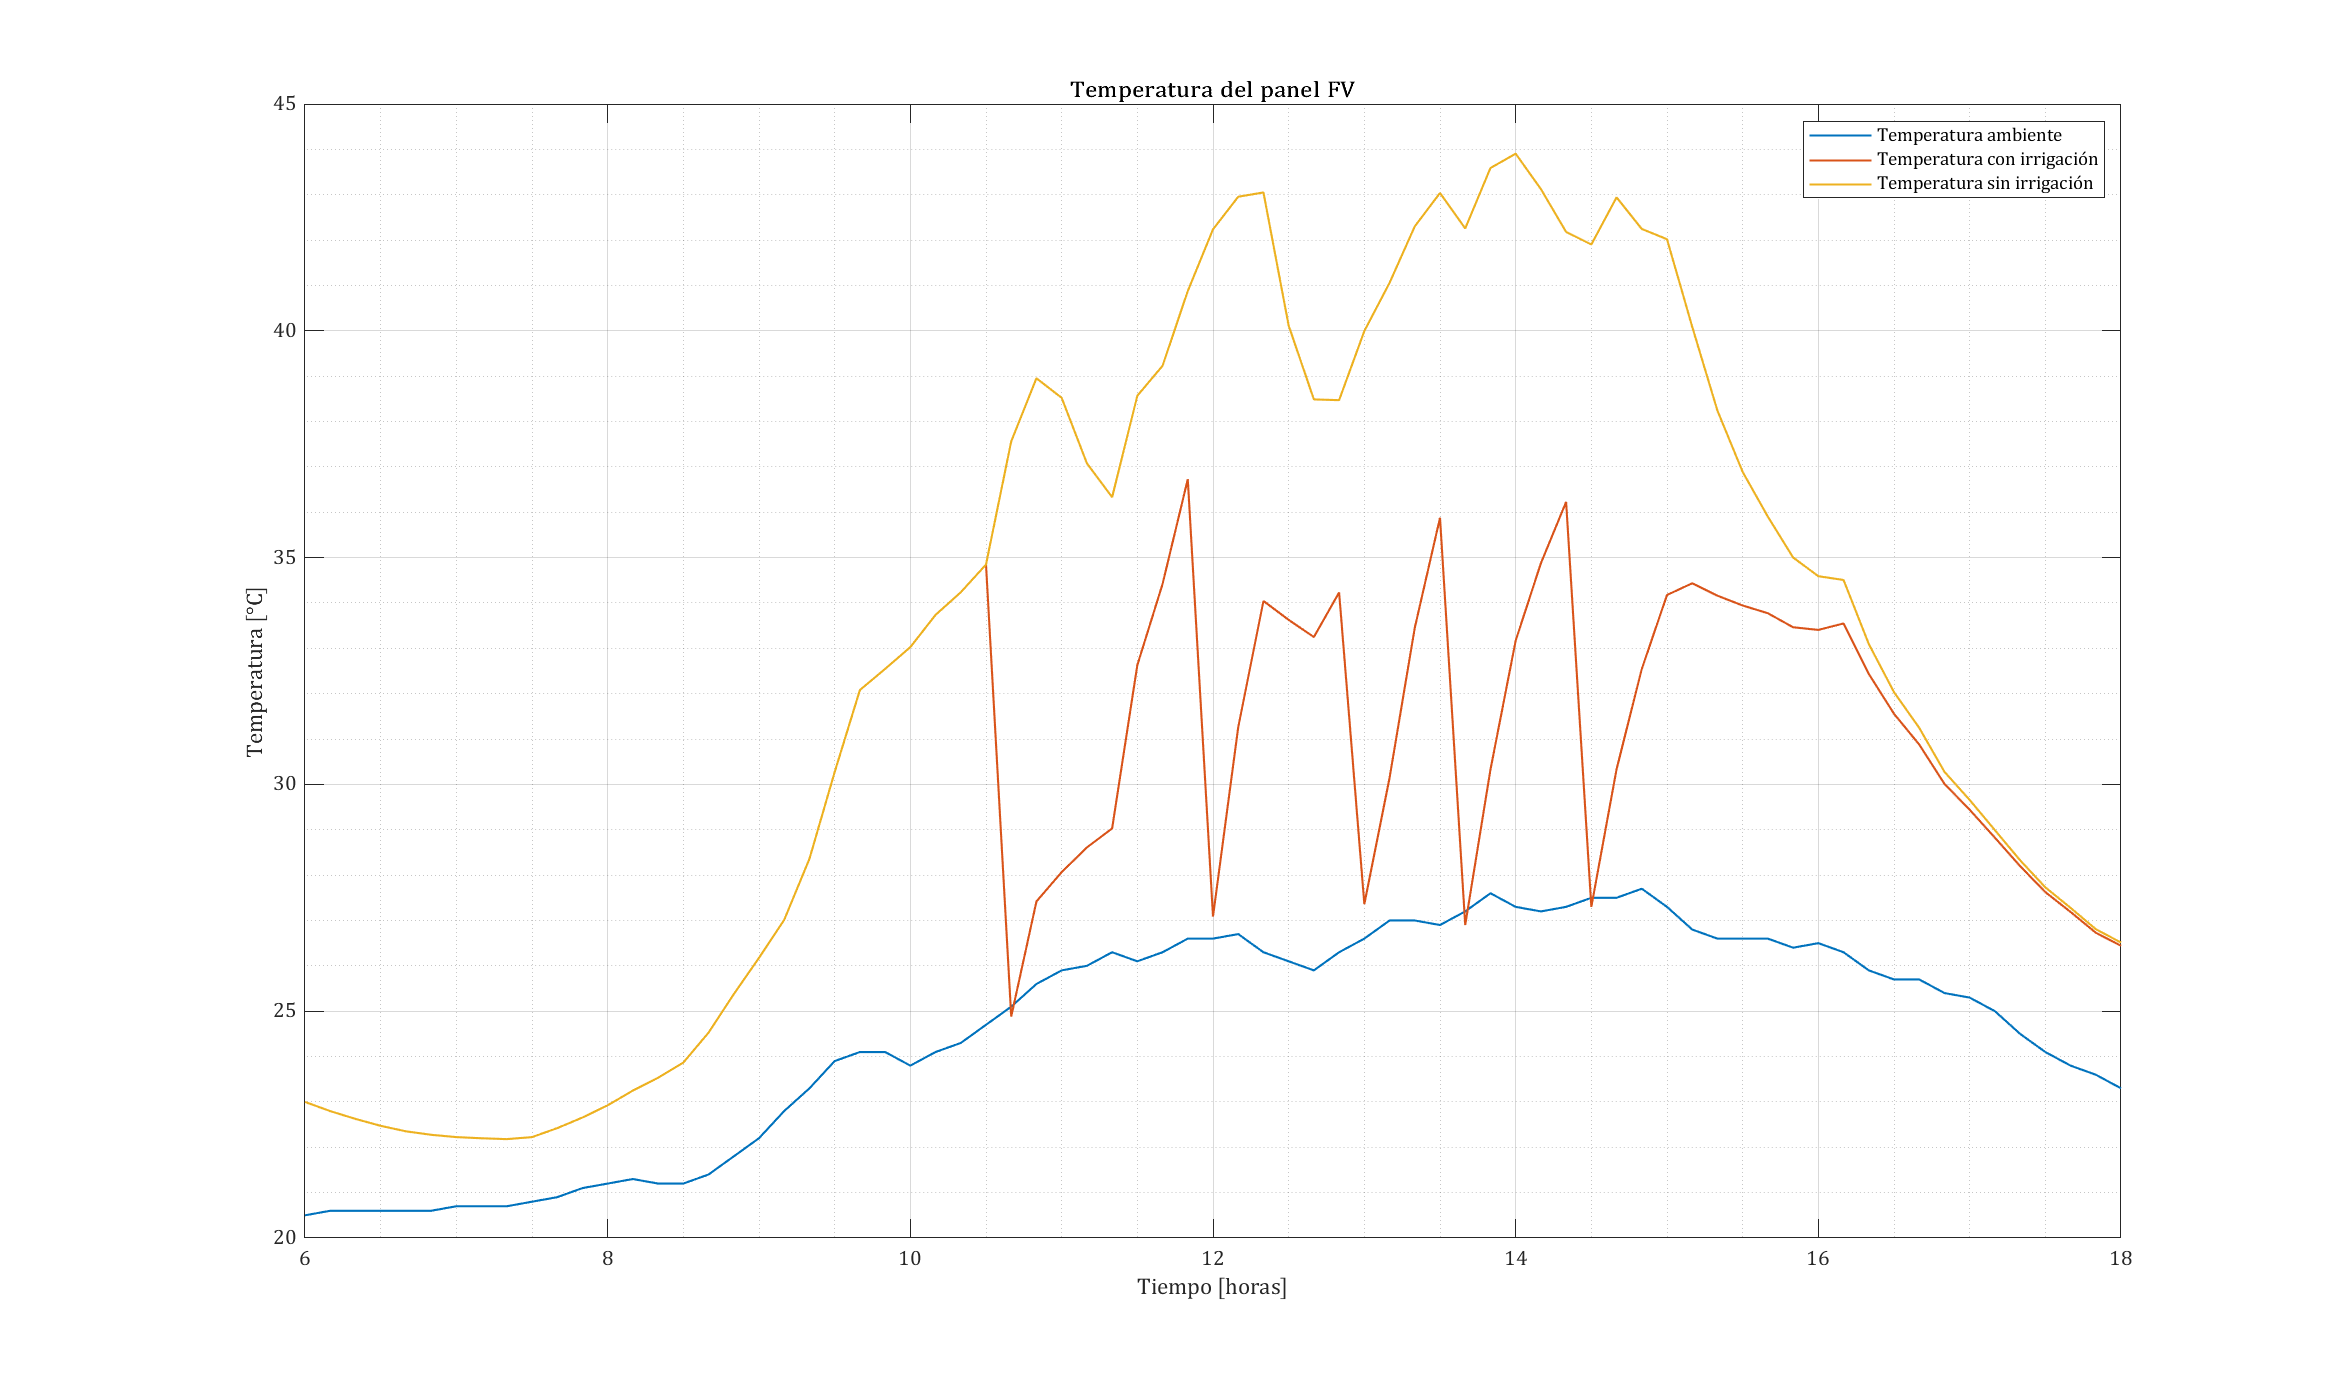 Temperatura del panel FV
Temperatura ambiente
Temperatura con irrigación
Temperatura sin irrigación
Temperatura [°C]
45
40
35
30
25
20
6 8 10 12 14 16 18
Tiempo [horas]